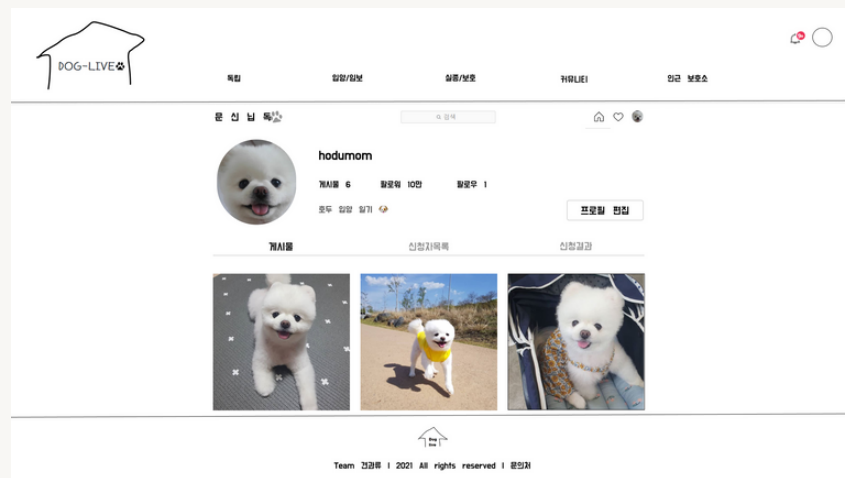 DOG-LIVE
독립 입양/임보 실종/보호 커뮤니티 인근 보호소
문 신 님 독
검색
hodumom
게시물 6 팔로워 10만 팔로우 1
호두 입양 일기
프로필 편집
게시물 신청자목록 신청결과
Dog
live
Team 견과류 | 2021 All rights reserved | 문의처